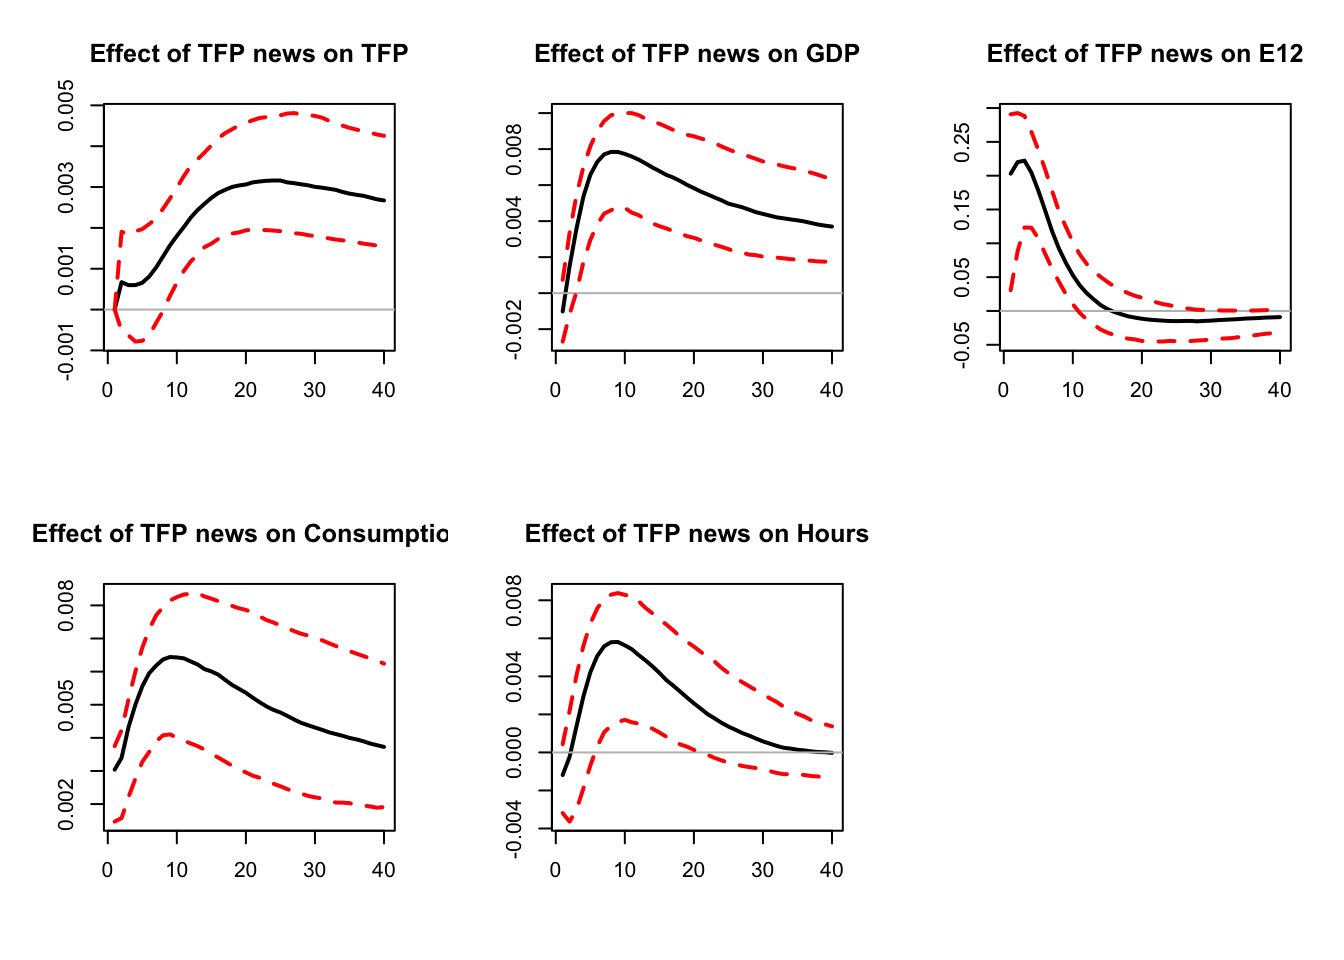 Effect of TFP news on TFP
0.005
0.003
0.001
-0.001
0 10 20 30 40
Effect of TFP news on GDP
0.008
0.004
-0.002
0 10 20 30 40
Effect of TFP news on E12
0.25
0.15
0.05
-0.05
0 10 20 30 40
Effect of TFP news on Consumptio
0.008
0.005
0.002
0 10 20 30 40
Effect of TFP news on Hours
0.008
0.004
0.000
-0.004
0 10 20 30 40